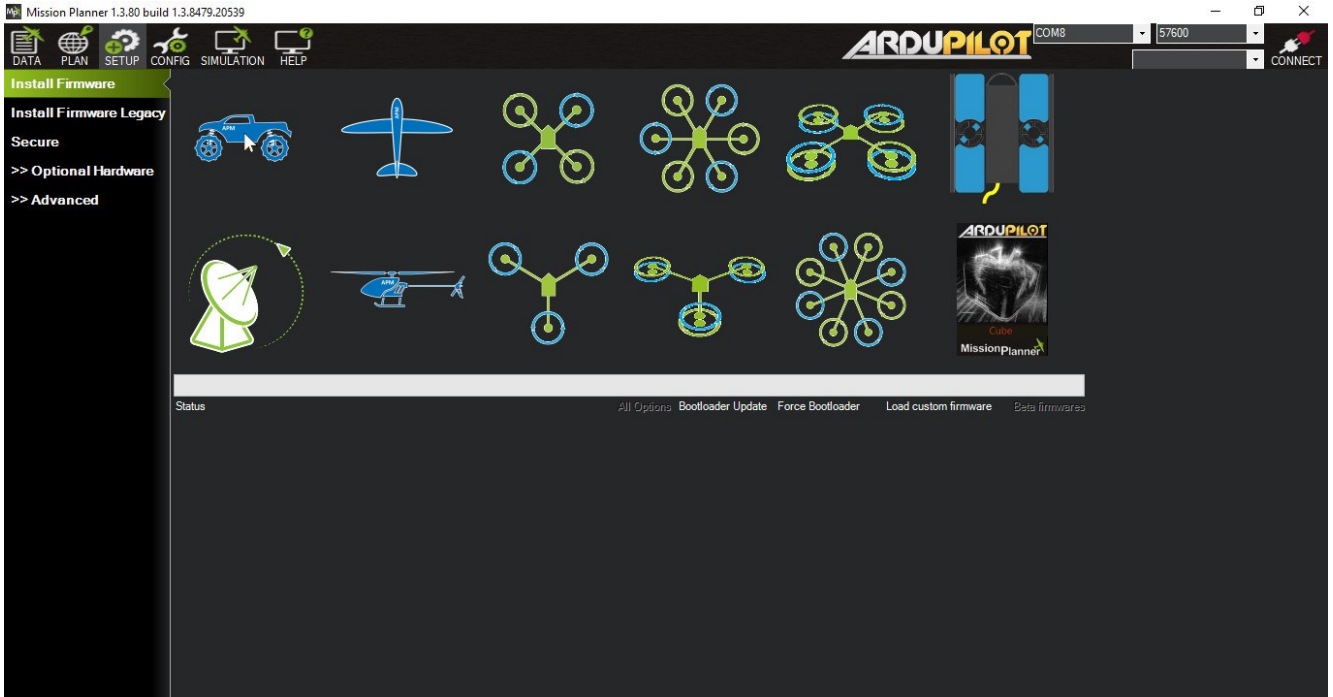 Mission Planner 1.3.80 build 1.3.8479.20539
DATA PLAN SETUP CONFIG SIMULATION HELP
ARDUPILOT
COM8
57600
CONNECT
Install Firmware
Install Firmware Legacy
Secure
>> Optional Hardware
>> Advanced
APM
APM
APM
ARDUPILOT
Cube
Mission Planner
Status
All Options Bootloader Update Force Bootloader Load custom firmware Beta firmwares